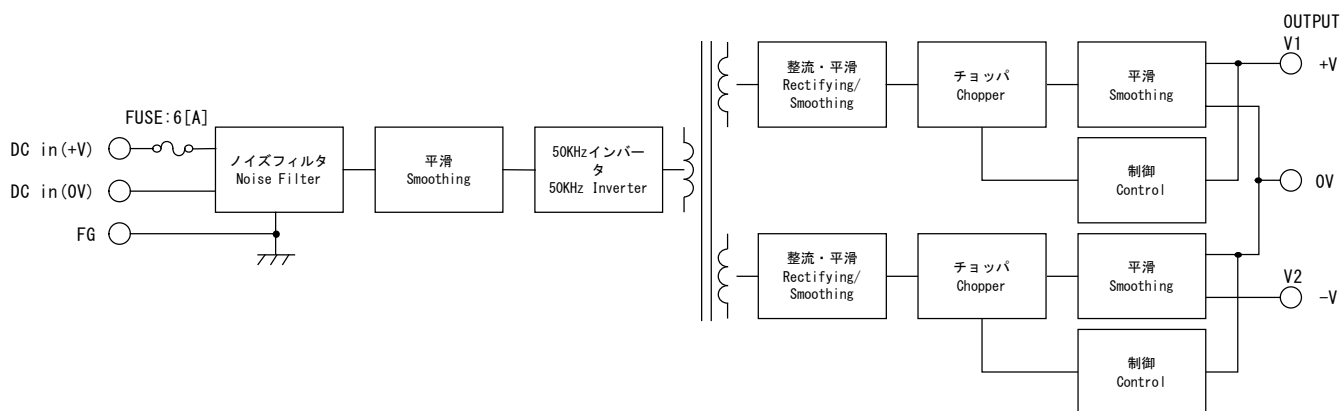 OUTPUT
V1
+V
整流・平滑
Rectifying/
Smoothing
チョッパ
Chopper
平滑
Smoothing
FUSE:6[A]
DC in(+V)
DC in(0V)
FG
ノイズフィルタ
Noise Filter
平滑
Smoothing
50KHzインバー
タ
50KHz Inverter
制御
Control
0V
整流・平滑
Rectifying/
Smoothing
チョッパ
Chopper
平滑
Smoothing
V2
-V
制御
Control